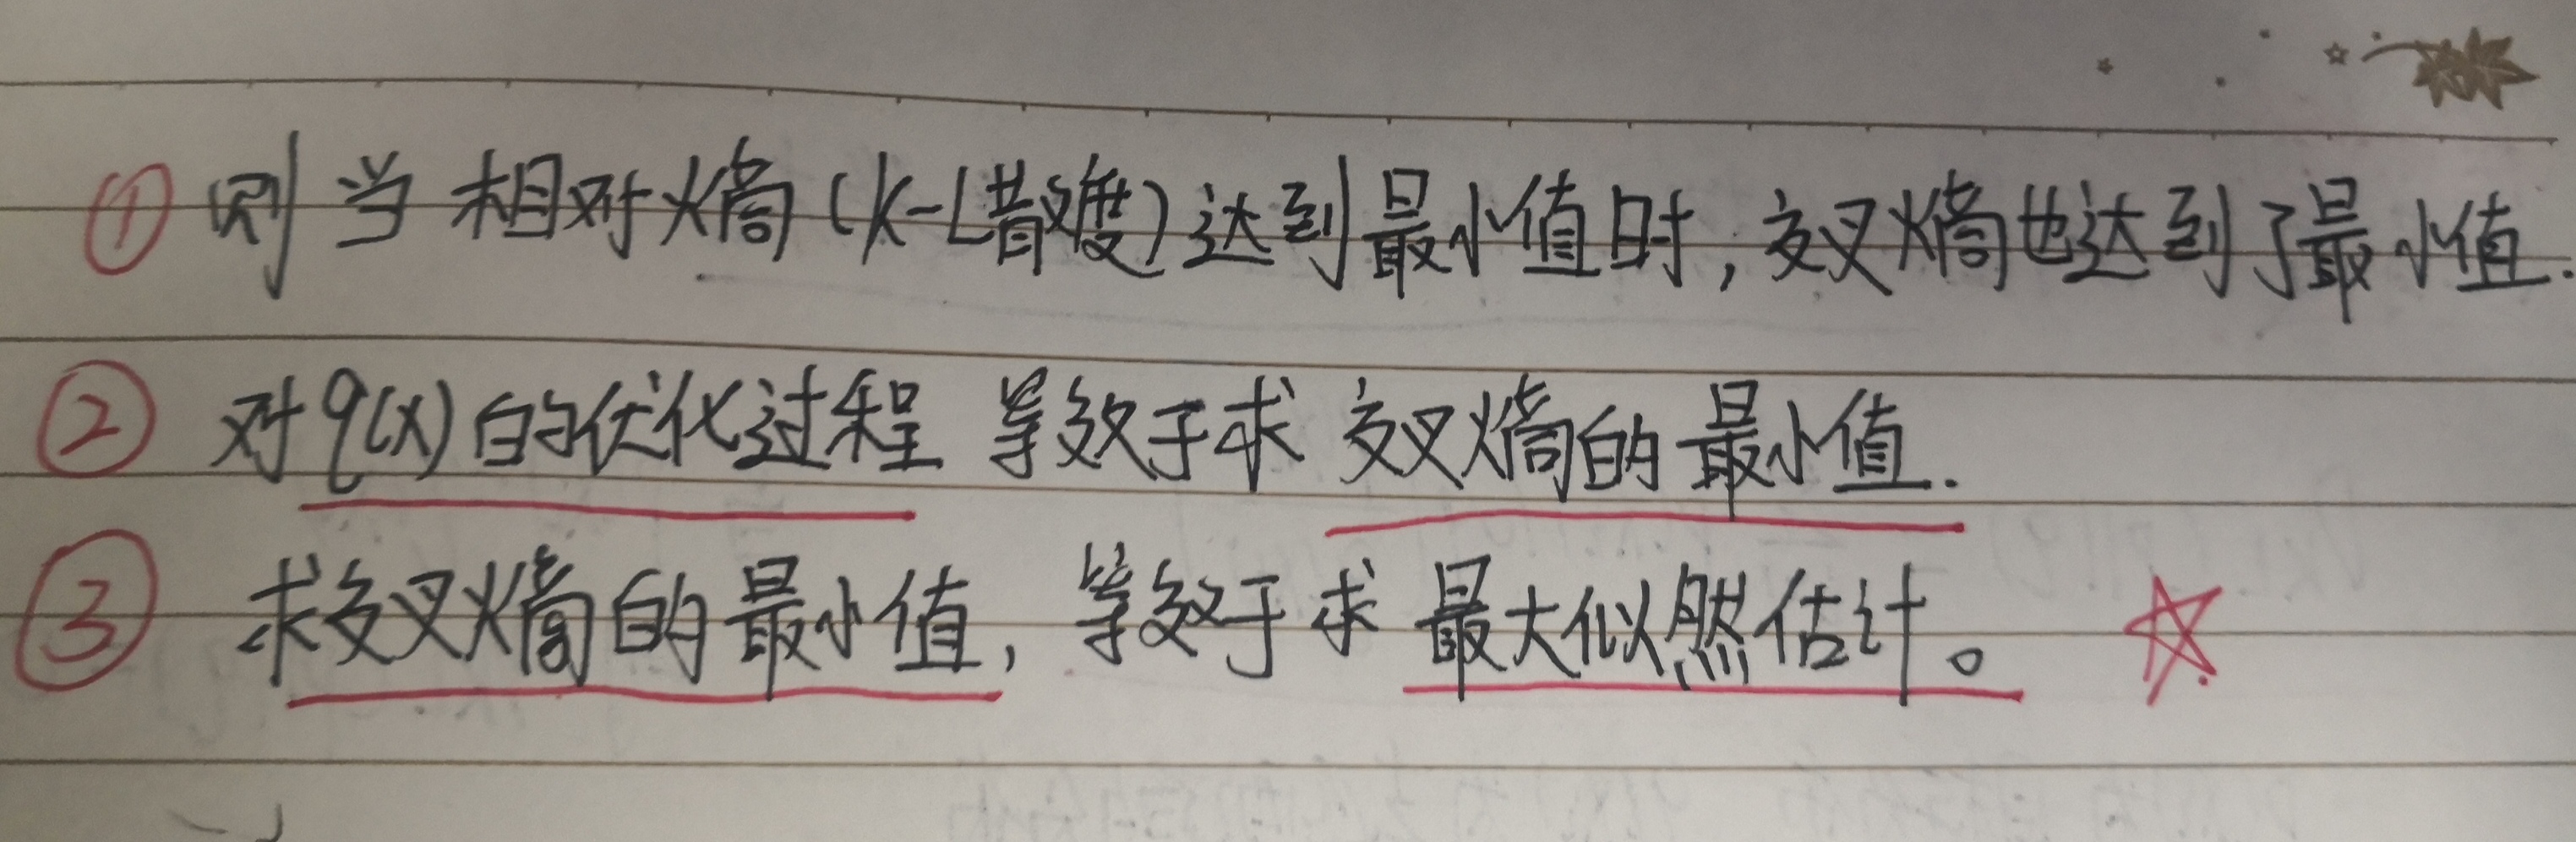 ① 则当相对熵(K-L散度)达到最小值时,交叉熵也达到了最小值.
② 对q(x)的优化过程 等效于求 交叉熵的最小值.
③ 求交叉熵的最小值, 等效于求 最大似然估计。